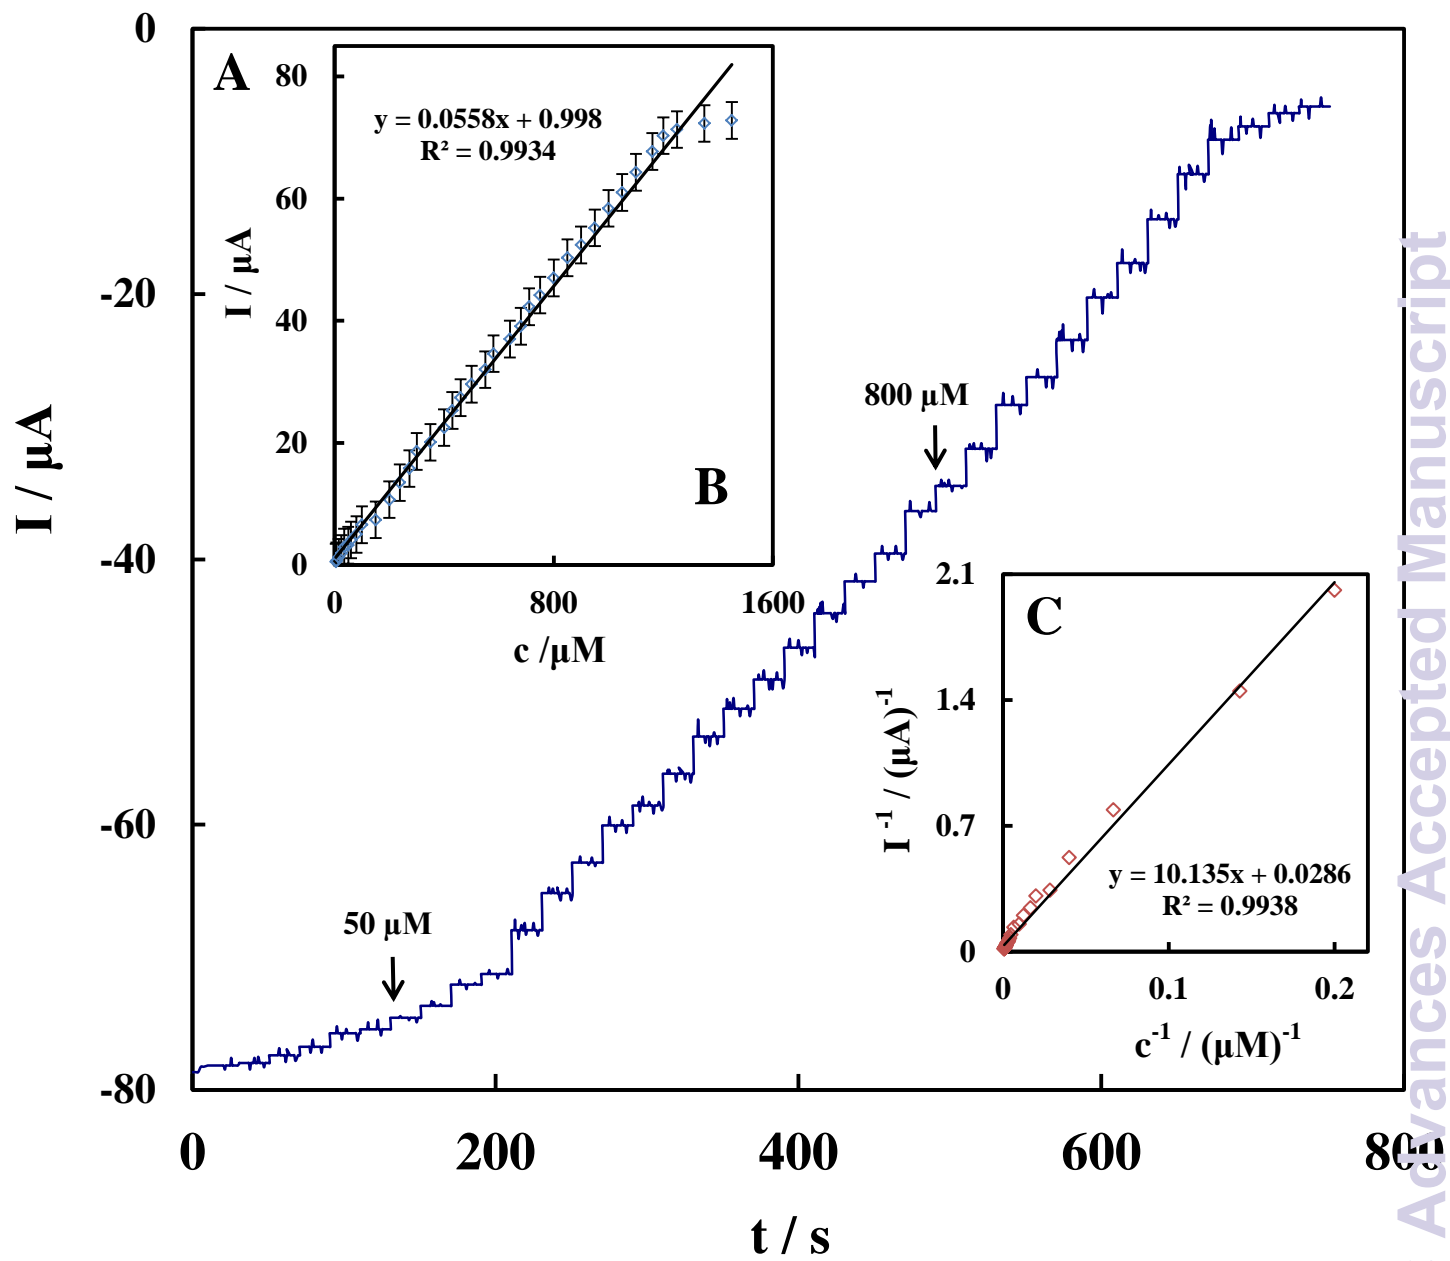 0
-20
-40
-60
-80
I / µA
0
200
400
600
800
t / s
A
80
60
40
20
0
I / µA
y = 0.0558x + 0.998
R² = 0.9934
B
0
800
1600
c /µM
800 µM
50 µM
C
2.1
1.4
0.7
0
I⁻¹ / (µA)⁻¹
y = 10.135x + 0.0286
R² = 0.9938
0
0.1
0.2
c⁻¹ / (µM)⁻¹
Advances Accepted Manuscript